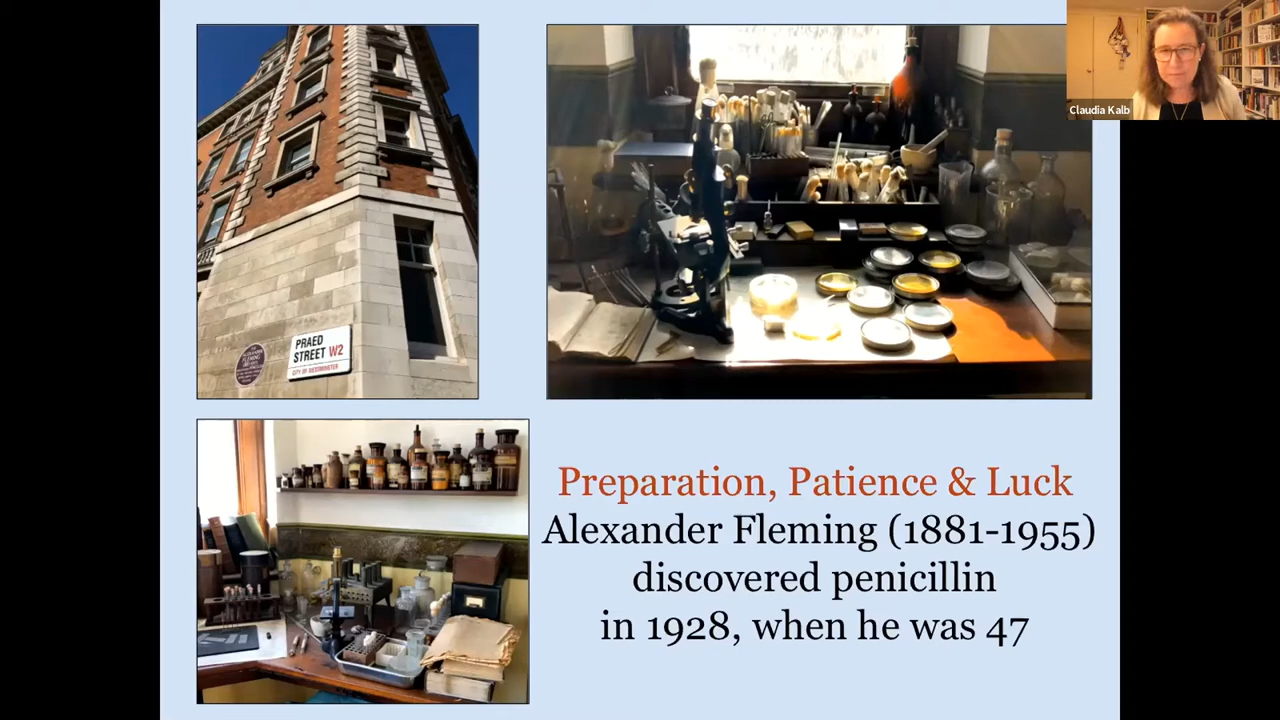 Claudia Kalb
PRAED
STREET W2
CITY OF WESTMINSTER
Preparation, Patience & Luck
Alexander Fleming (1881-1955)
discovered penicillin
in 1928, when he was 47